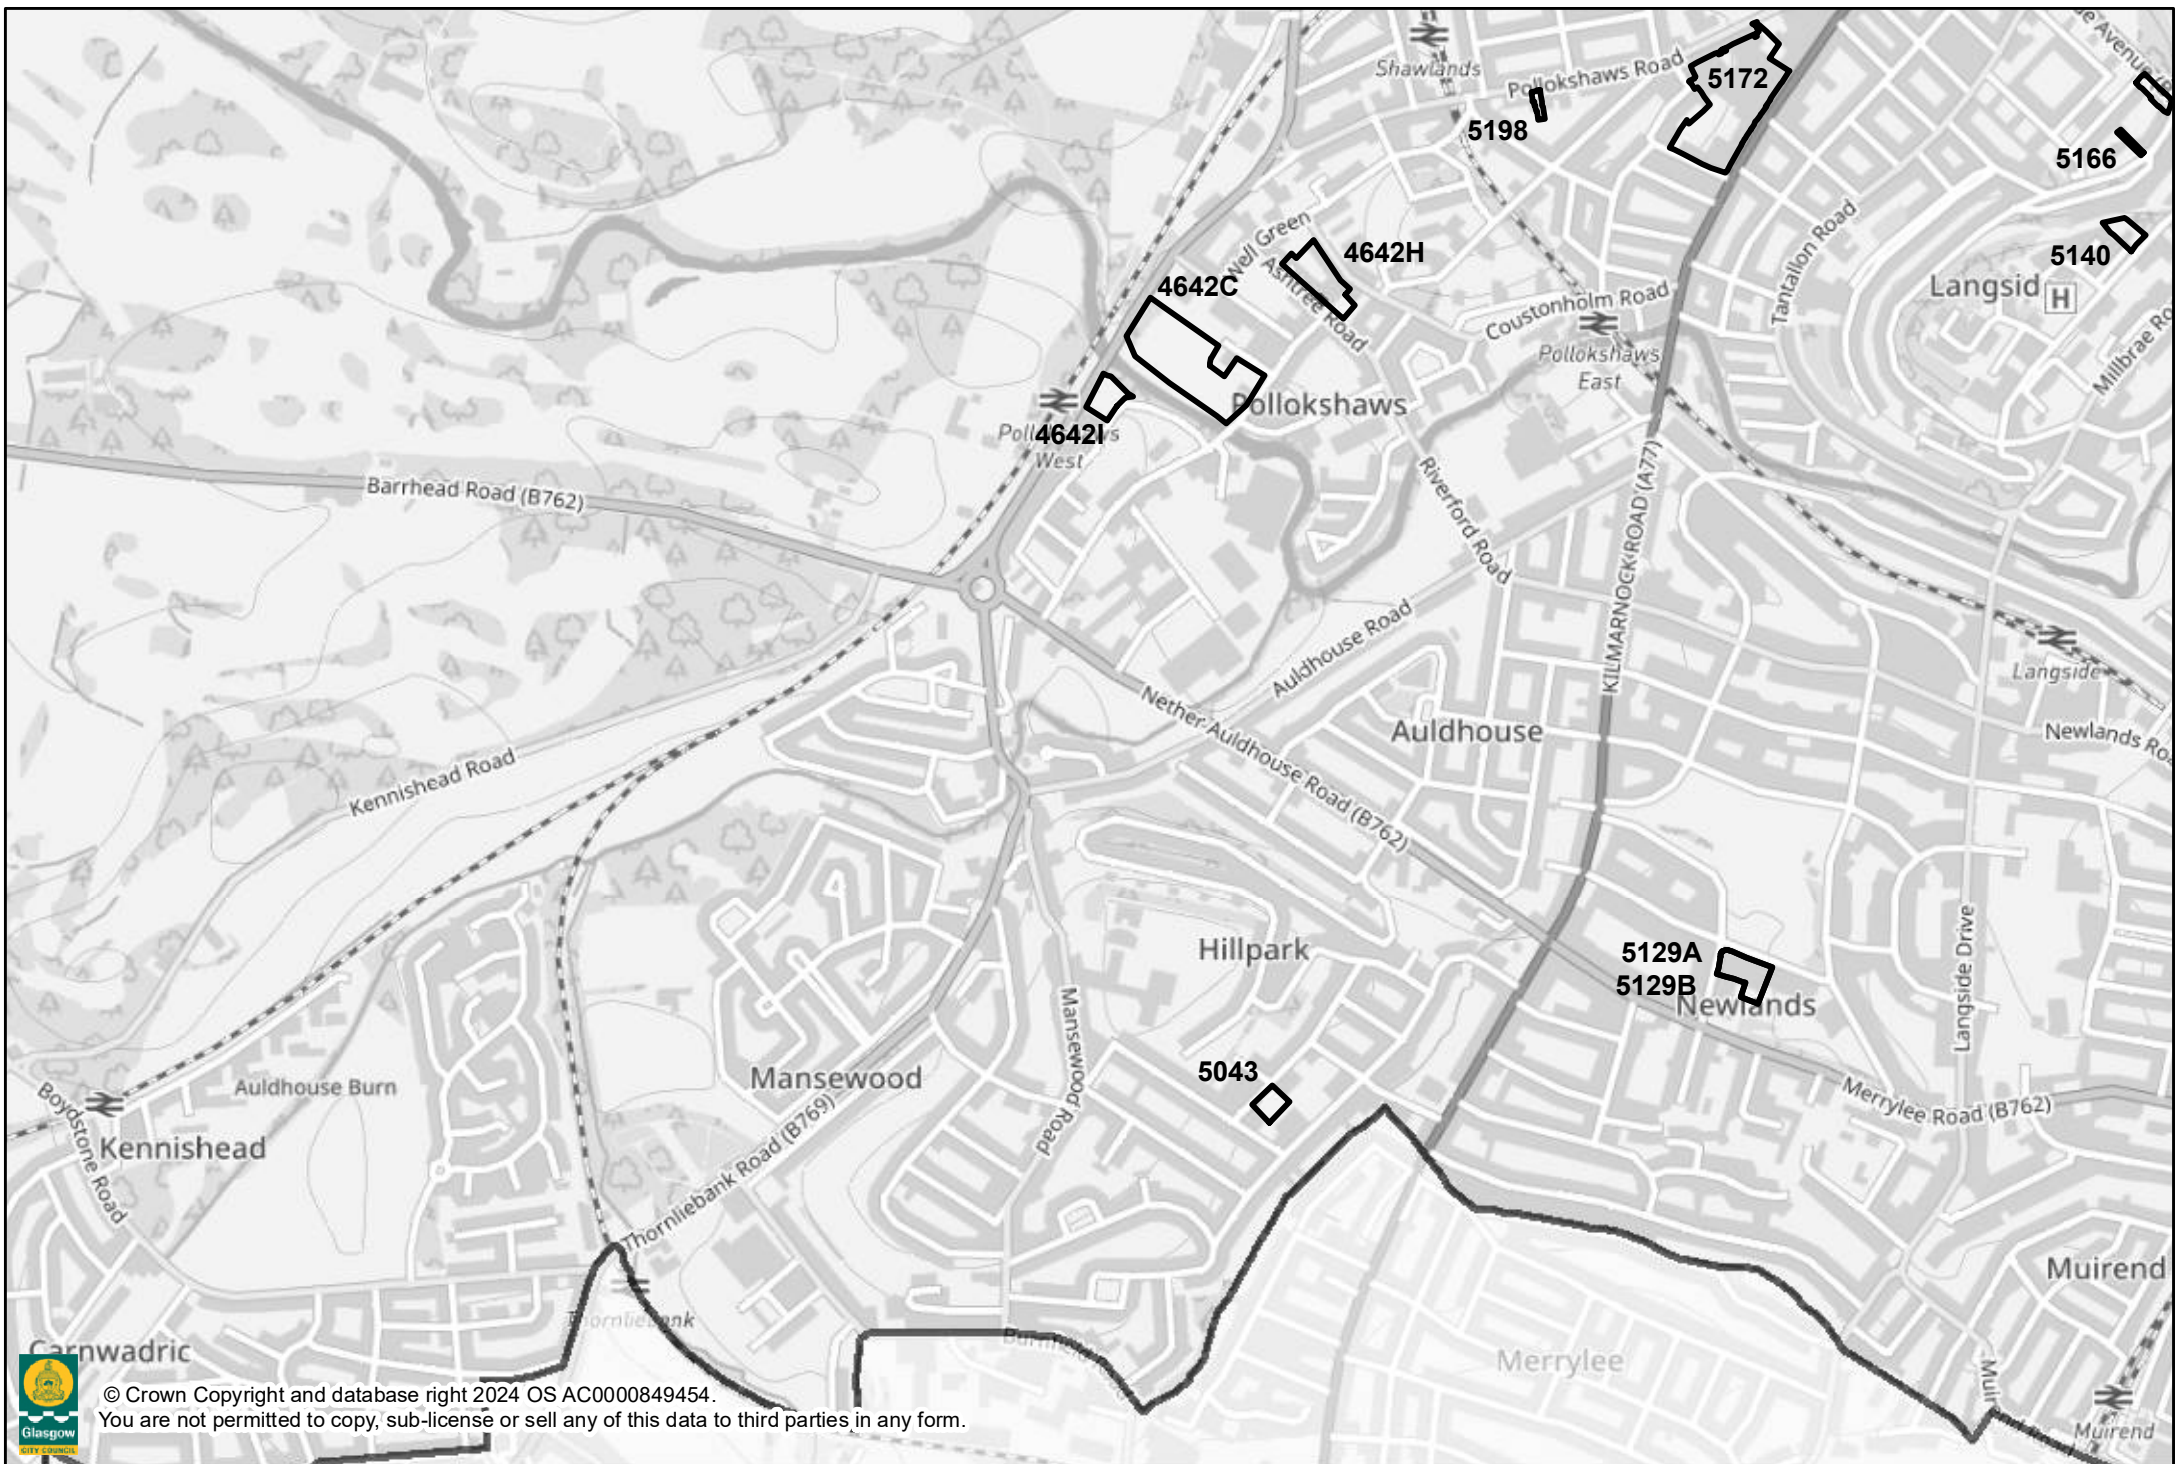 Shawlands
Pollokshaws Road
5172
5198
5166
5140
Tantallon Road
Langsid
H
Millbrae Ro
Well Green
Ashtree Road
4642H
4642C
Coustonholm Road
Pollokshaws
East
Pollokshaws
4642I
West
Barrhead Road (B762)
Riverford Road
KILMARNOCK ROAD (A77)
Auldhouse Road
Langside
Nether Auldhouse Road (B762)
Auldhouse
Newlands Ro
Kennishead Road
Hillpark
5129A
5129B
Newlands
Langside Drive
Mansewood Road
5043
Mansewood
Auldhouse Burn
Merrylee Road (B762)
Boydstone Road
Kennishead
Thornliebank Road (B769)
Muirend
Thornliebank
Carnwadric
Merrylee
Muirend
© Crown Copyright and database right 2024 OS AC0000849454.
You are not permitted to copy, sub-license or sell any of this data to third parties in any form.
Glasgow
CITY COUNCIL